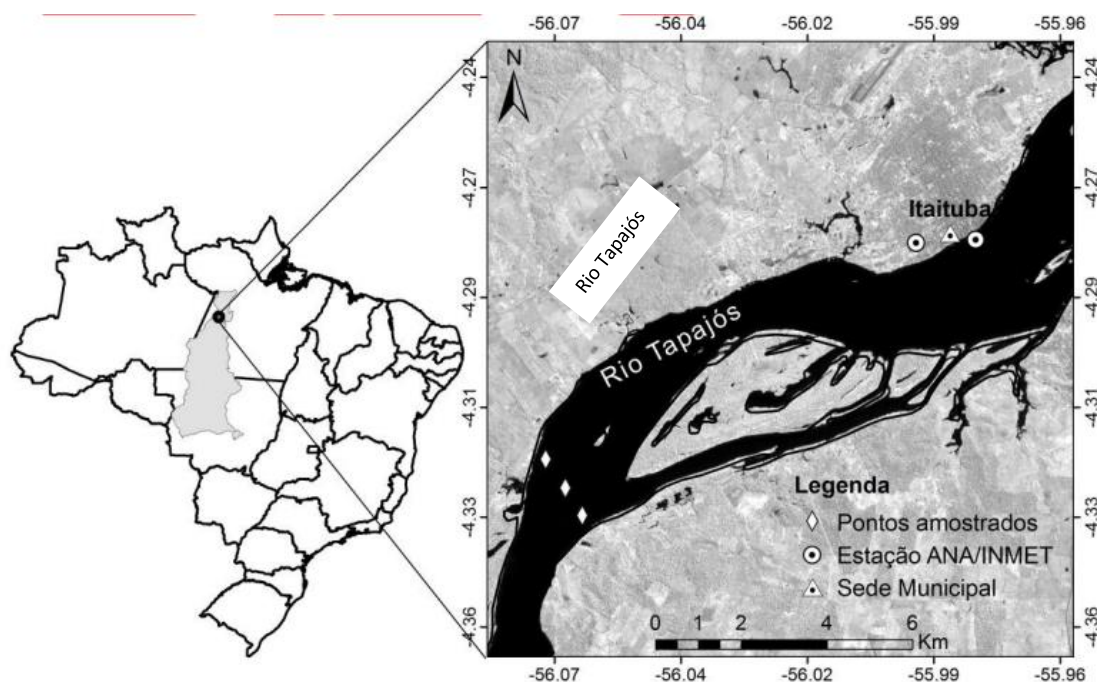 -56.07 -56.04 -56.02 -55.99 -55.96
N
-4.24
-4.24
-4.27
-4.27
Itaituba
Rio Tapajós
-4.29
-4.29
Rio Tapajós
-4.31
-4.31
Legenda
Pontos amostrados
-4.33
-4.33
Estação ANA/INMET
Sede Municipal
0 1 2 4 6
Km
-4.36
-4.36
-56.07 -56.04 -56.02 -55.99 -55.96